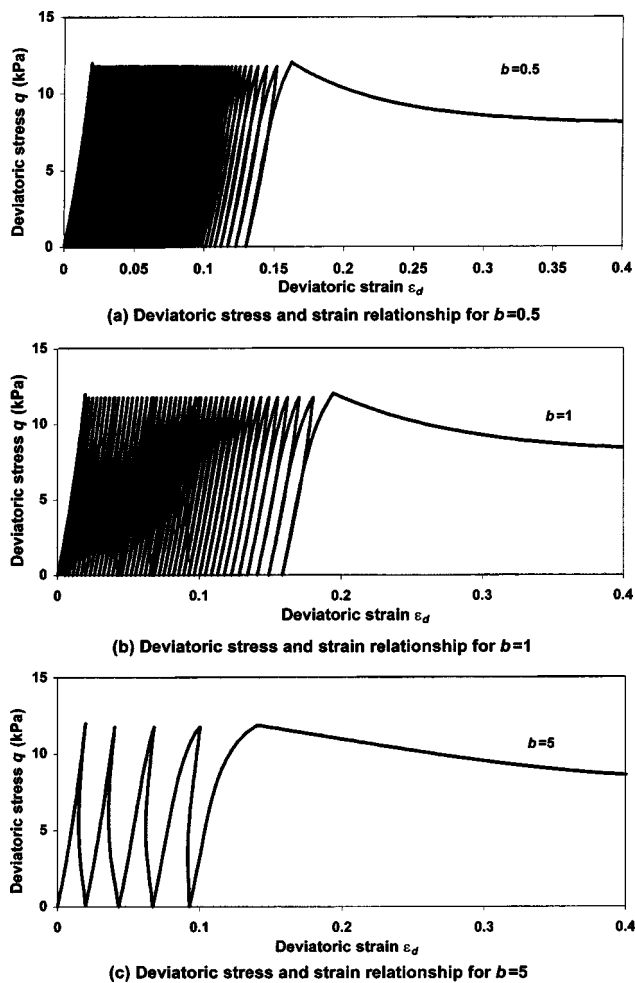 15
10
5
0
Deviatoric stress q (kPa)
b=0.5
0 0.05 0.1 0.15 0.2 0.25 0.3 0.35 0.4
Deviatoric strain εd
(a) Deviatoric stress and strain relationship for b=0.5
15
10
5
0
Deviatoric stress q (kPa)
b=1
0 0.1 0.2 0.3 0.4
Deviatoric strain εd
(b) Deviatoric stress and strain relationship for b=1
15
10
5
0
Deviatoric stress q (kPa)
b=5
0 0.1 0.2 0.3 0.4
Deviatoric strain εd
(c) Deviatoric stress and strain relationship for b=5